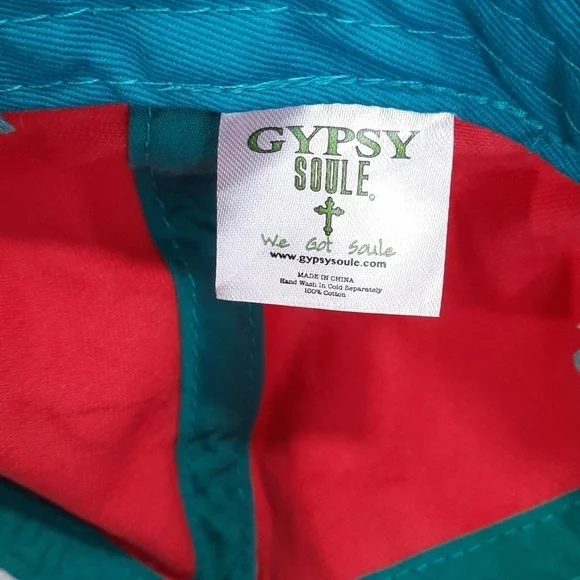 GYPSY
SOULE
We Got Soule
www.gypsysoule.com
MADE IN CHINA
Hand Wash In Cold Separately
100% Cotton